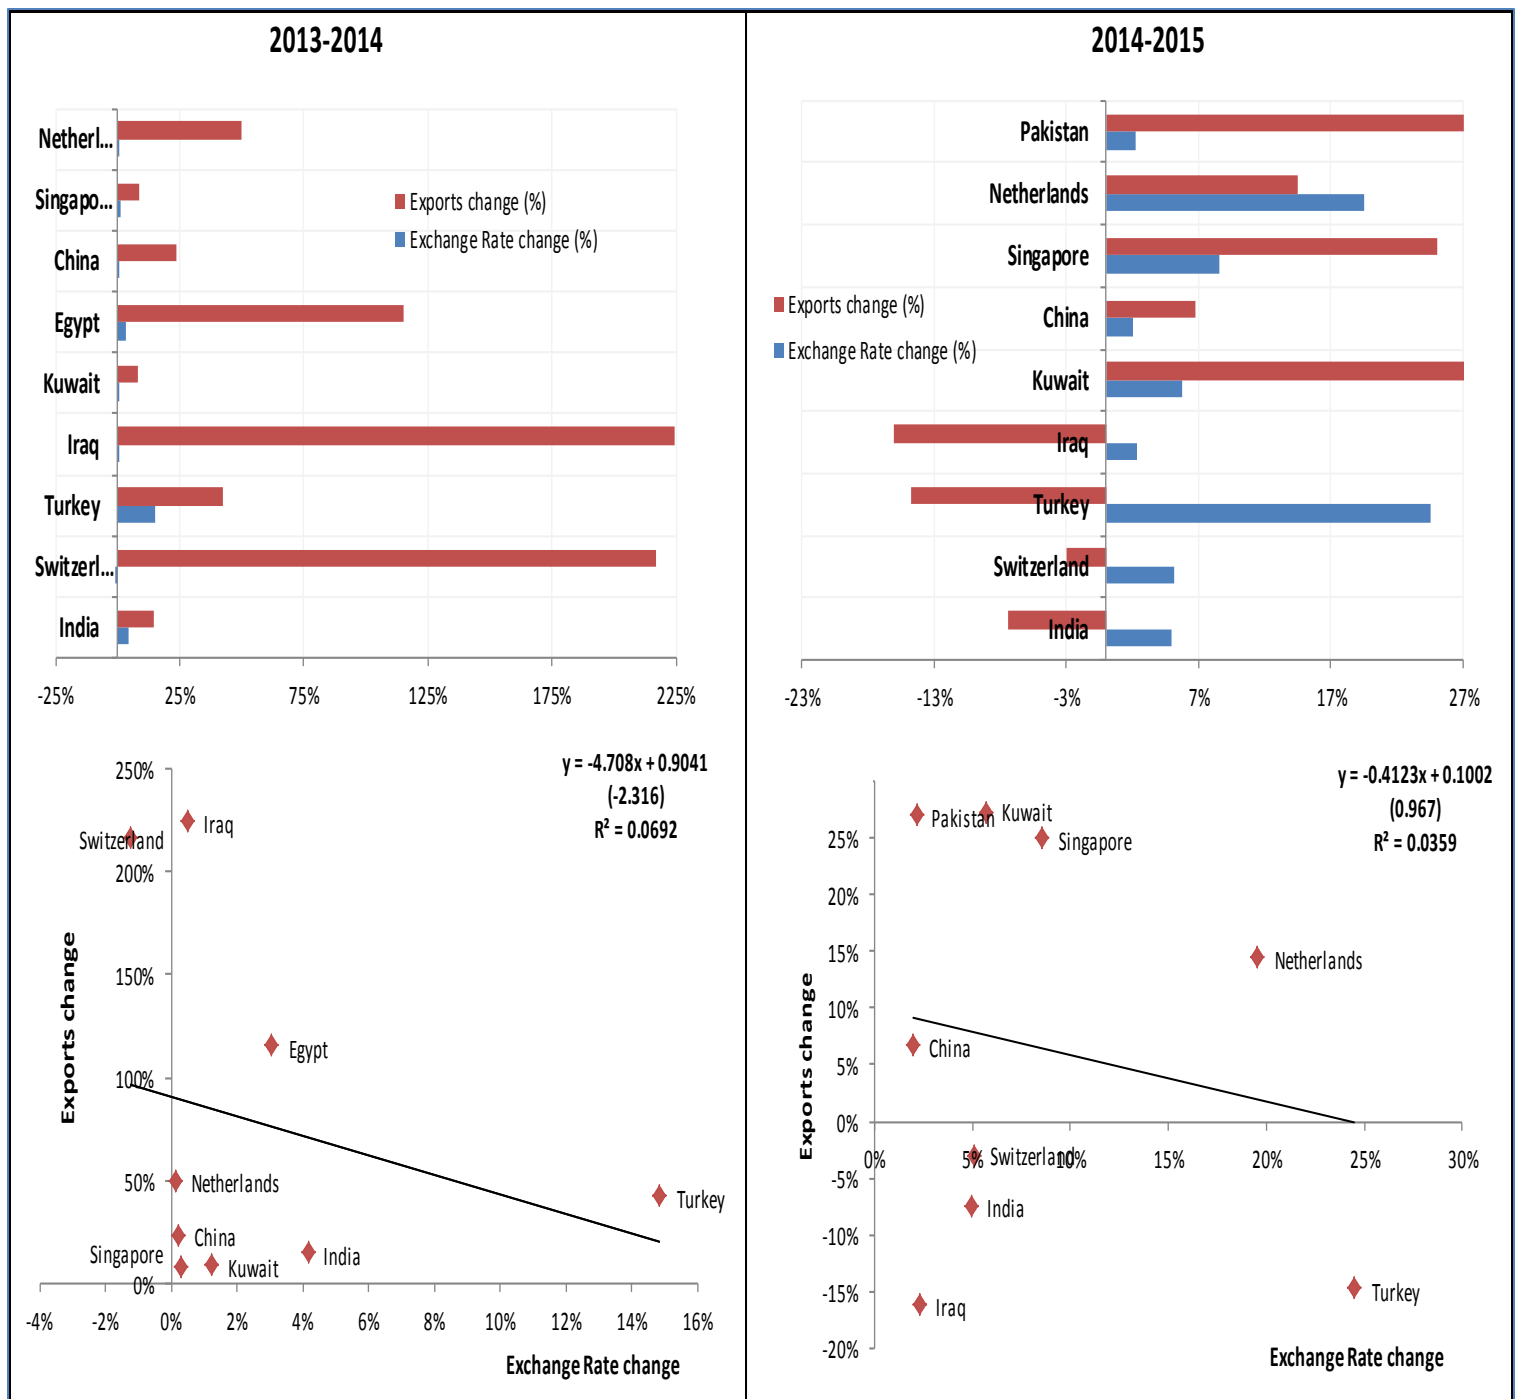 2013-2014
Netherl...
Singapo...
China
Egypt
Kuwait
Iraq
Turkey
Switzerl...
India
Exports change (%)
Exchange Rate change (%)
-25%
25%
75%
125%
175%
225%
2014-2015
Pakistan
Netherlands
Singapore
China
Kuwait
Iraq
Turkey
Switzerland
India
Exports change (%)
Exchange Rate change (%)
-23%
-13%
-3%
7%
17%
27%
y = -4.708x + 0.9041
(-2.316)
R² = 0.0692
Exports change
250%
200%
150%
100%
50%
0%
Switzerland
Iraq
Egypt
Netherlands
China
Singapore
Kuwait
India
Turkey
-4%
-2%
0%
2%
4%
6%
8%
10%
12%
14%
16%
Exchange Rate change
y = -0.4123x + 0.1002
(0.967)
R² = 0.0359
Exports change
25%
20%
15%
10%
5%
0%
-5%
-10%
-15%
-20%
Pakistan
Kuwait
Singapore
Netherlands
China
Switzerland
India
Iraq
Turkey
0%
5%
10%
15%
20%
25%
30%
Exchange Rate change